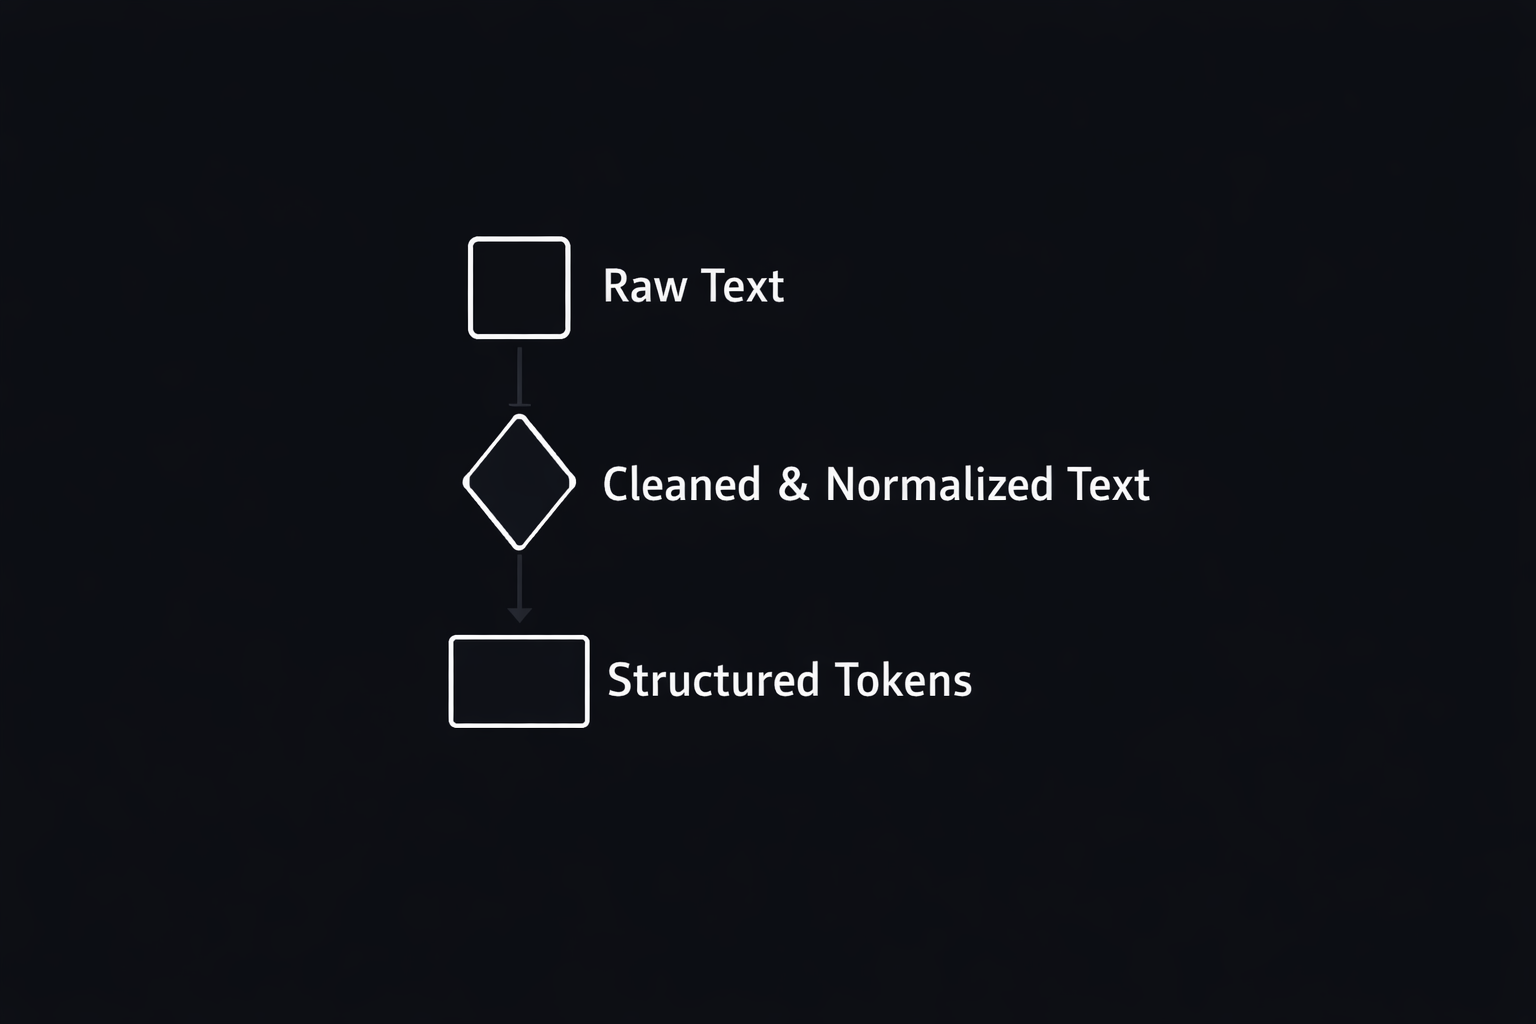 Raw Text
Cleaned & Normalized Text
Structured Tokens